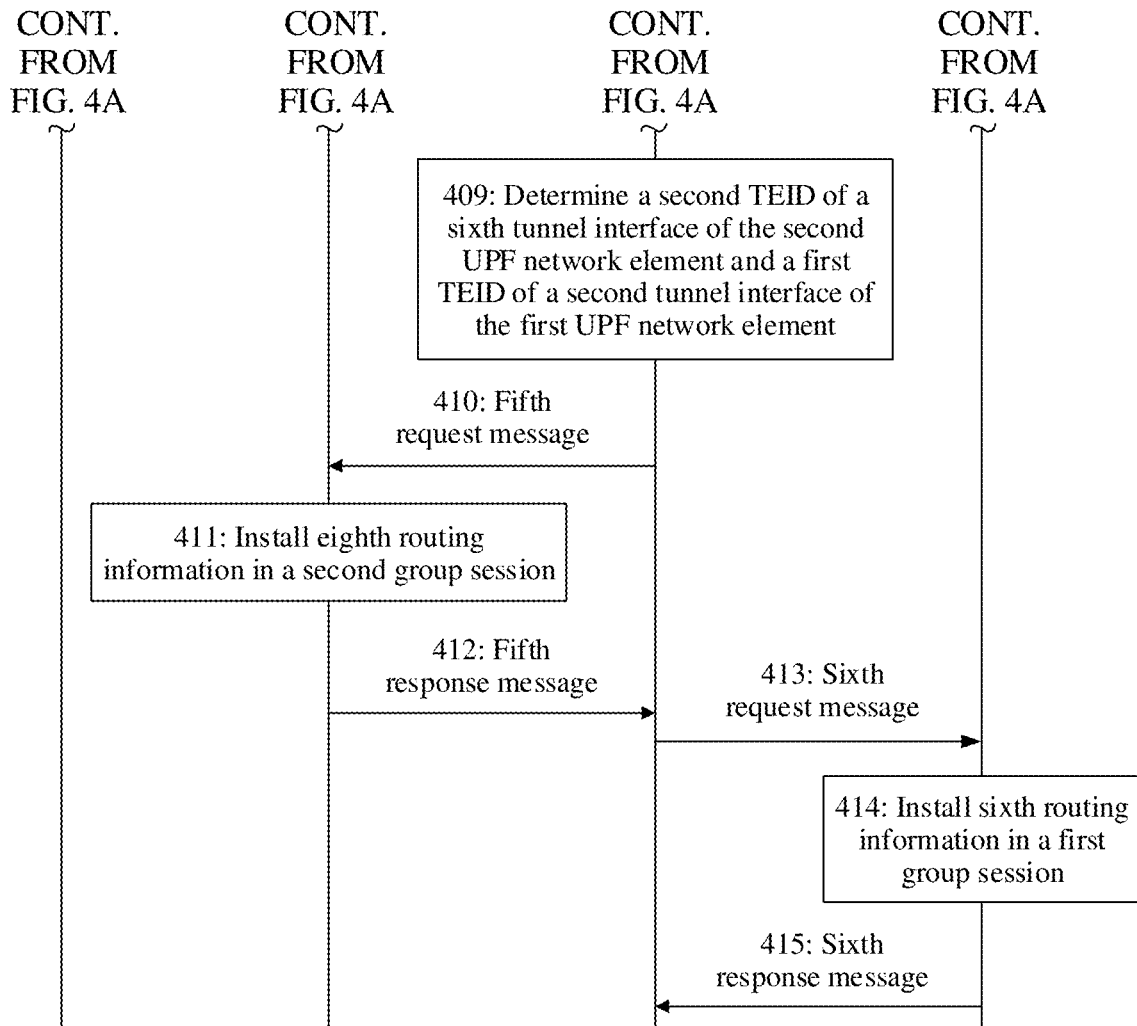 CONT.
FROM
FIG. 4A
CONT.
FROM
FIG. 4A
CONT.
FROM
FIG. 4A
CONT.
FROM
FIG. 4A
409: Determine a second TEID of a
sixth tunnel interface of the second
UPF network element and a first
TEID of a second tunnel interface of
the first UPF network element
410: Fifth
request message
411: Install eighth routing
information in a second group session
412: Fifth
response message
413: Sixth
request message
414: Install sixth routing
information in a first
group session
415: Sixth
response message